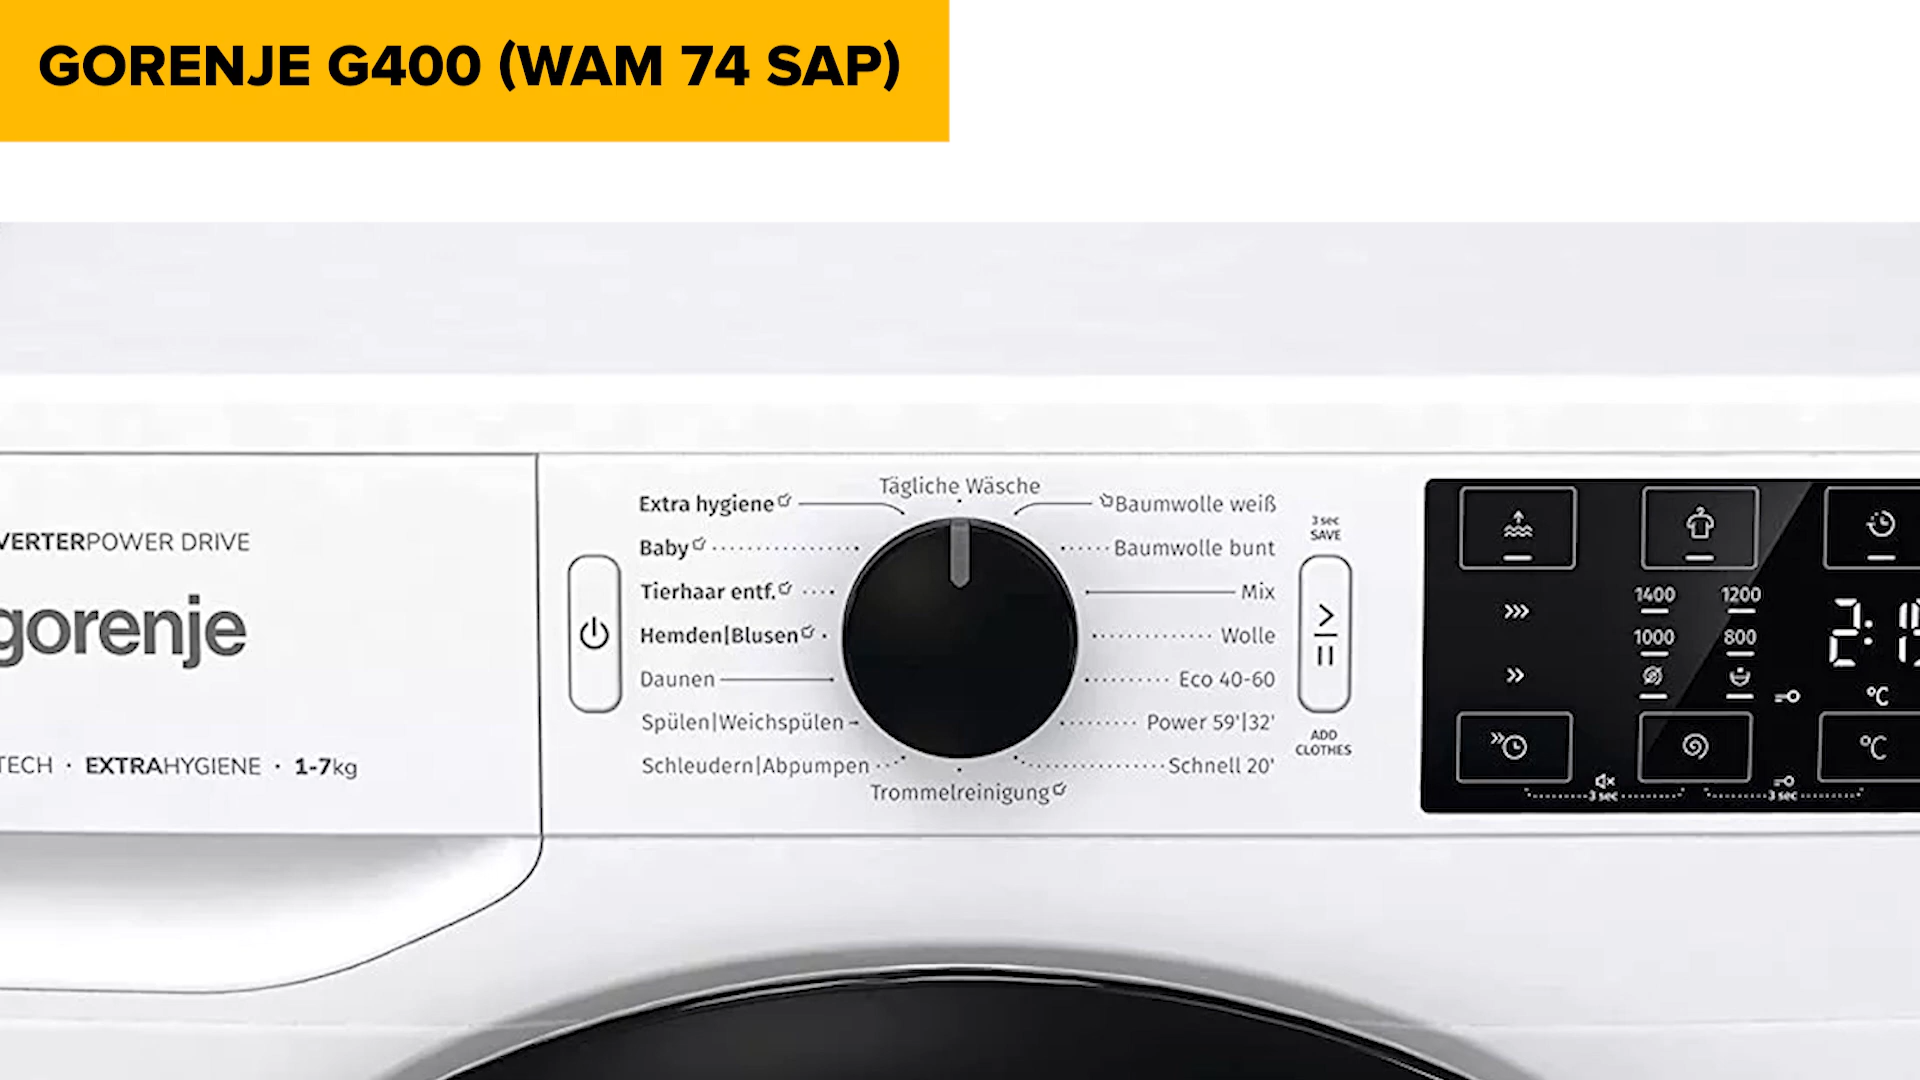 GORENJE G400 (WAM 74 SAP)
VERTERPOWER DRIVE
gorenje
TECH · EXTRAHYGIENE · 1-7kg
Tägliche Wäsche
Extra hygiene
Baby
Tierhaar entf.
Hemden|Blusen
Daunen
Spülen|Weichspülen
Schleudern|Abpumpen
Trommelreinigung
Baumwolle weiß
Baumwolle bunt
Mix
Wolle
Eco 40-60
Power 59'|32'
Schnell 20'
3 sec
SAVE
ADD
CLOTHES
1400 1200
1000 800
°C
°C
3 sec
3 sec